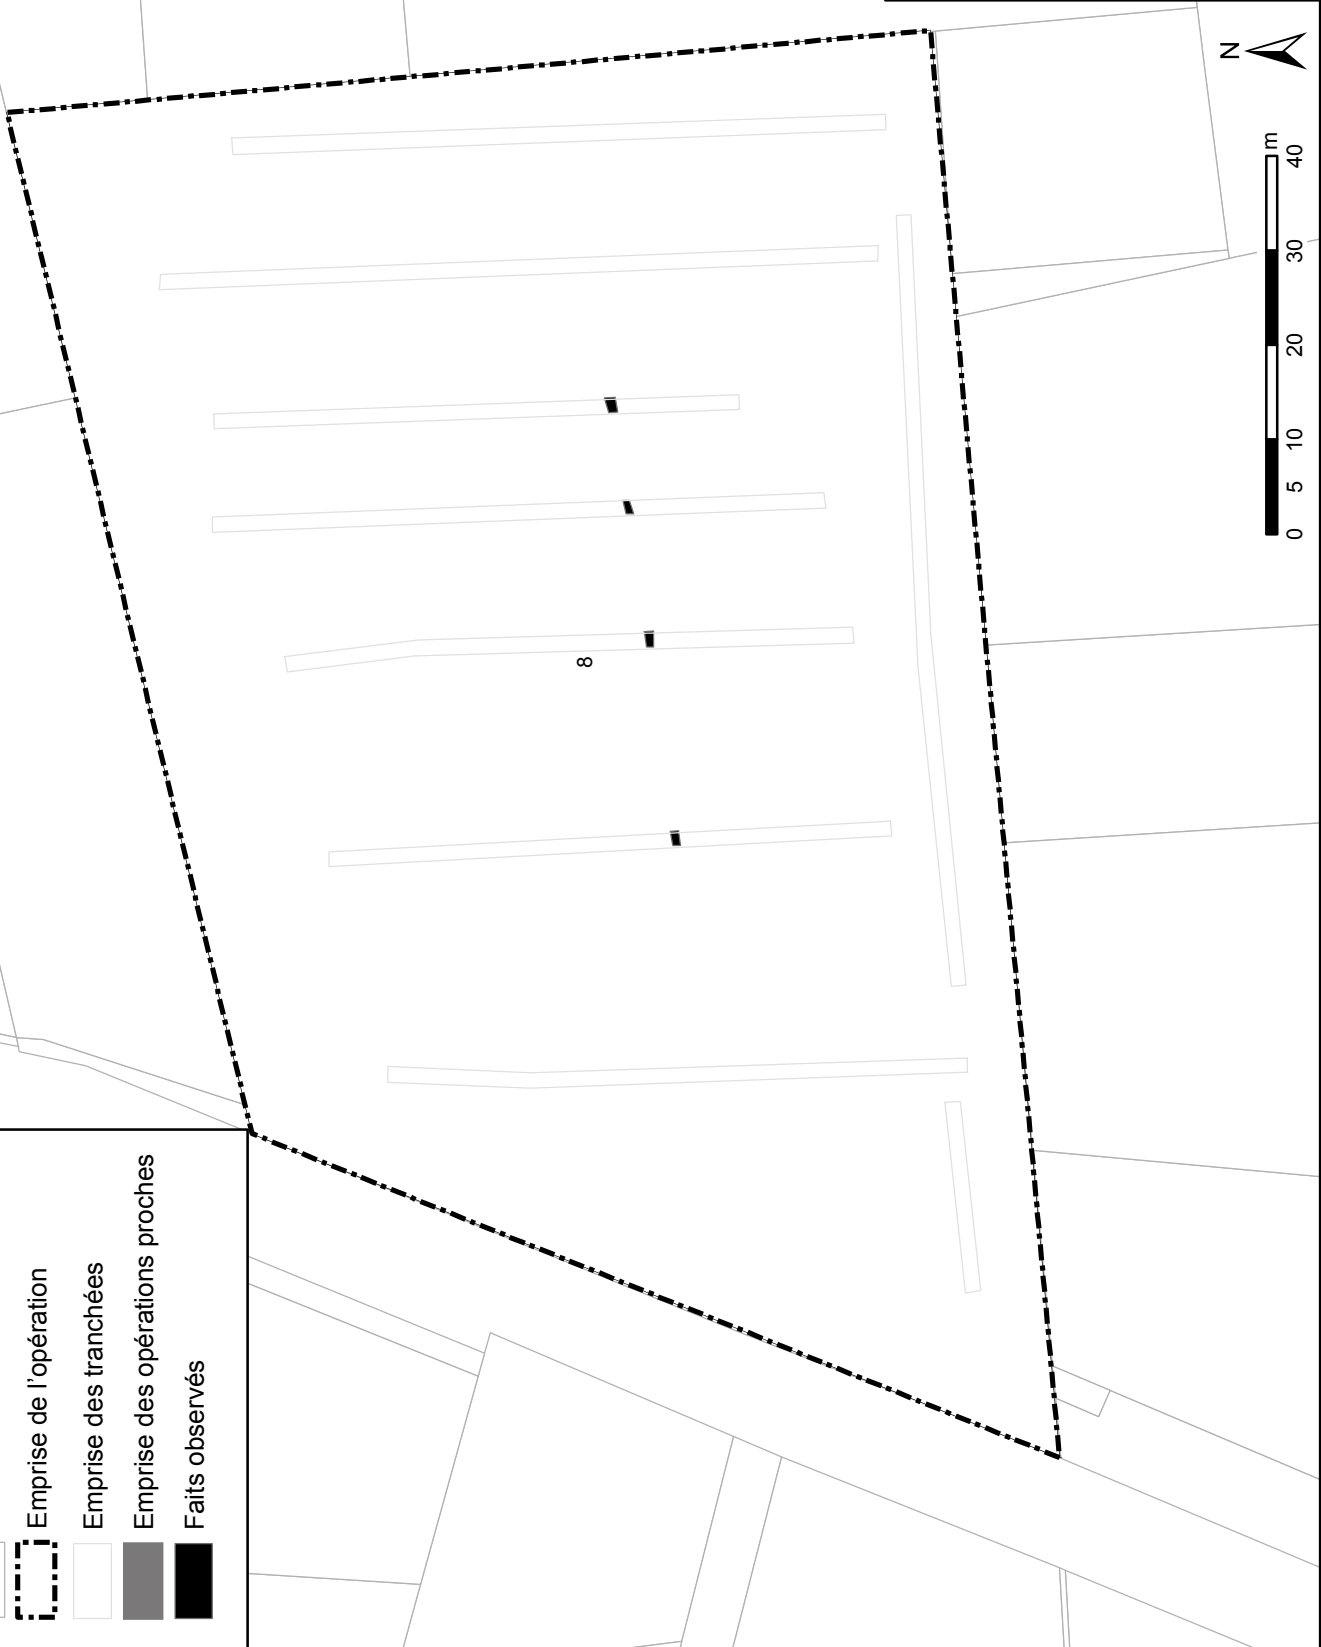 Emprise de l'opération
Emprise des tranchées
Emprise des opérations proches
Faits observés
8
N
0 5 10 20 30 40 m